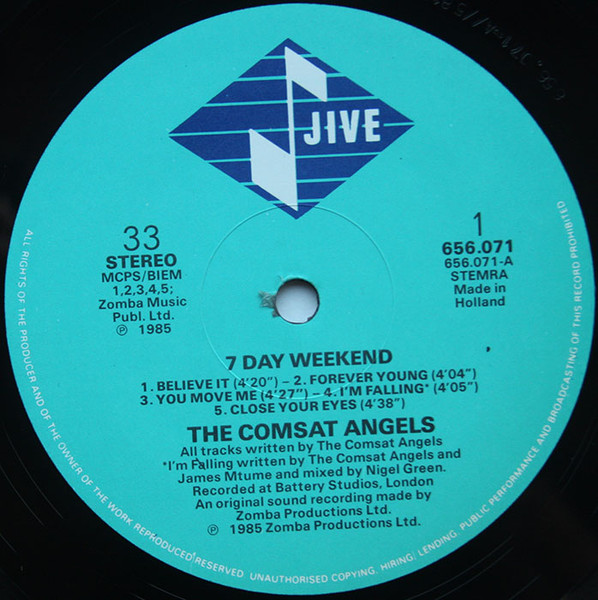 JIVE
33
STEREO
MCPS/BIEM
1,2,3,4,5;
Zomba Music
Publ. Ltd.
℗ 1985
1
656.071
656.071-A
STEMRA
Made in
Holland
7 DAY WEEKEND
1. BELIEVE IT (4'20") – 2. FOREVER YOUNG (4'04")
3. YOU MOVE ME (4'27") – 4. I'M FALLING* (4'05")
5. CLOSE YOUR EYES (4'38")
THE COMSAT ANGELS
All tracks written by The Comsat Angels
*I'm Falling written by The Comsat Angels and
James Mtume and mixed by Nigel Green.
Recorded at Battery Studios, London
An original sound recording made by
Zomba Productions Ltd.
℗ 1985 Zomba Productions Ltd.
ALL RIGHTS OF THE PRODUCER AND OF THE OWNER OF THE WORK REPRODUCED RESERVED. UNAUTHORISED COPYING, HIRING, LENDING, PUBLIC PERFORMANCE AND BROADCASTING OF THIS RECORD PROHIBITED